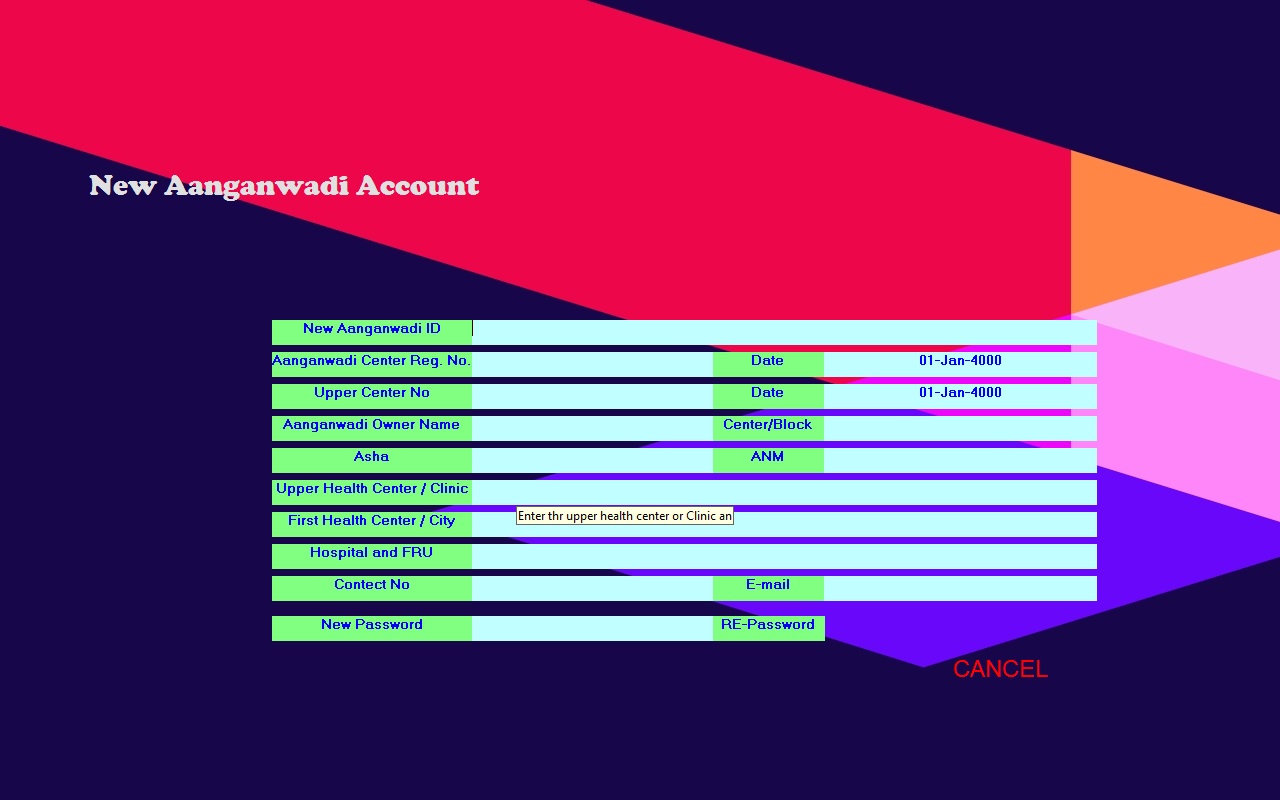 New Aanganwadi Account
New Aanganwadi ID
Aanganwadi Center Reg. No. Date 01-Jan-4000
Upper Center No Date 01-Jan-4000
Aanganwadi Owner Name Center/Block
Asha ANM
Upper Health Center / Clinic
Enter thr upper health center or Clinic an
First Health Center / City
Hospital and FRU
Contect No E-mail
New Password RE-Password
CANCEL